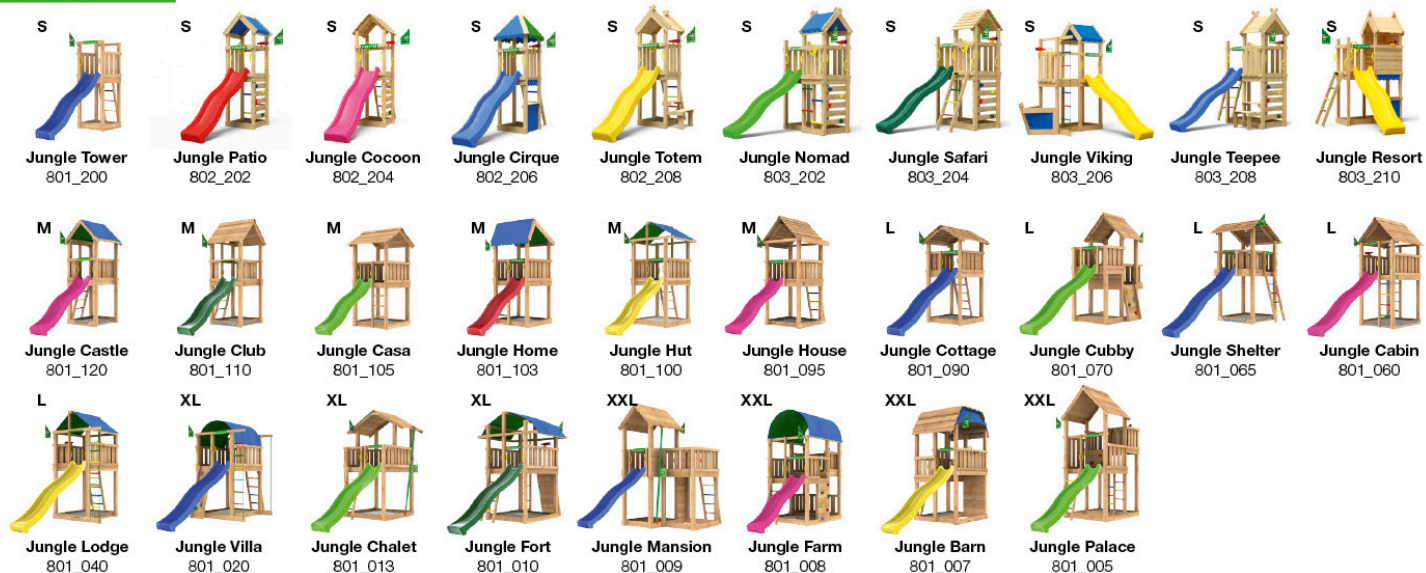 S S S S S S S S S S
Jungle Tower Jungle Patio Jungle Cocoon Jungle Cirque Jungle Totem Jungle Nomad Jungle Safari Jungle Viking Jungle Teepee Jungle Resort
801_200 802_202 802_204 802_206 802_208 803_202 803_204 803_206 803_208 803_210
M M M M M M L L L L
Jungle Castle Jungle Club Jungle Casa Jungle Home Jungle Hut Jungle House Jungle Cottage Jungle Cubby Jungle Shelter Jungle Cabin
801_120 801_110 801_105 801_103 801_100 801_095 801_090 801_070 801_065 801_060
L XL XL XL XXL XXL XXL XXL
Jungle Lodge Jungle Villa Jungle Chalet Jungle Fort Jungle Mansion Jungle Farm Jungle Barn Jungle Palace
801_040 801_020 801_013 801_010 801_009 801_008 801_007 801_005